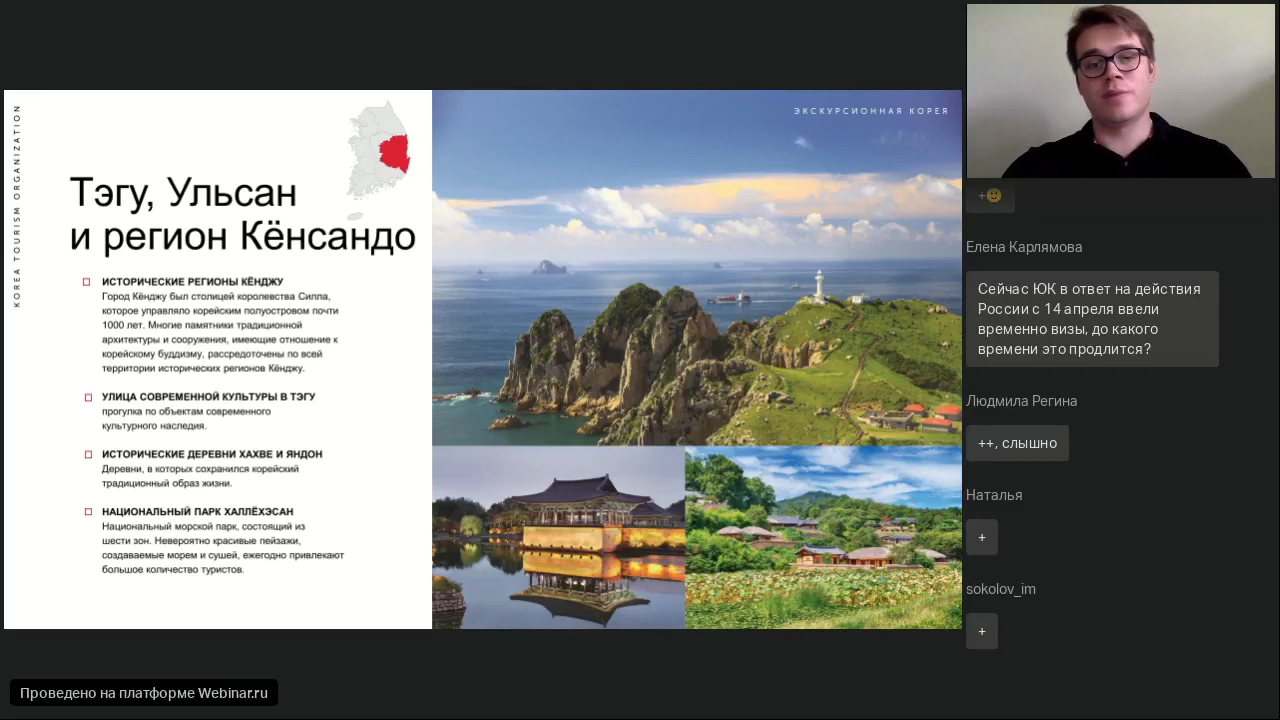 KOREA TOURISM ORGANIZATION
Тэгу, Ульсан
и регион Кёнсандо
ИСТОРИЧЕСКИЕ РЕГИОНЫ КЁНДЖУ
Город Кёнджу был столицей королевства Силла,
которое управляло корейским полуостровом почти
1000 лет. Многие памятники традиционной
архитектуры и сооружения, имеющие отношение к
корейскому буддизму, рассредоточены по всей
территории исторических регионов Кёнджу.
УЛИЦА СОВРЕМЕННОЙ КУЛЬТУРЫ В ТЭГУ
прогулка по объектам современного
культурного наследия.
ИСТОРИЧЕСКИЕ ДЕРЕВНИ ХАХВЕ И ЯНДОН
Деревни, в которых сохранился корейский
традиционный образ жизни.
НАЦИОНАЛЬНЫЙ ПАРК ХАЛЛЁХЭСАН
Национальный морской парк, состоящий из
шести зон. Невероятно красивые пейзажи,
создаваемые морем и сушей, ежегодно привлекают
большое количество туристов.
ЭКСКУРСИОННАЯ КОРЕЯ
+🙂
Елена Карлямова
Сейчас ЮК в ответ на действия
России с 14 апреля ввели
временно визы, до какого
времени это продлится?
Людмила Регина
++, слышно
Наталья
+
sokolov_im
+
Проведено на платформе Webinar.ru